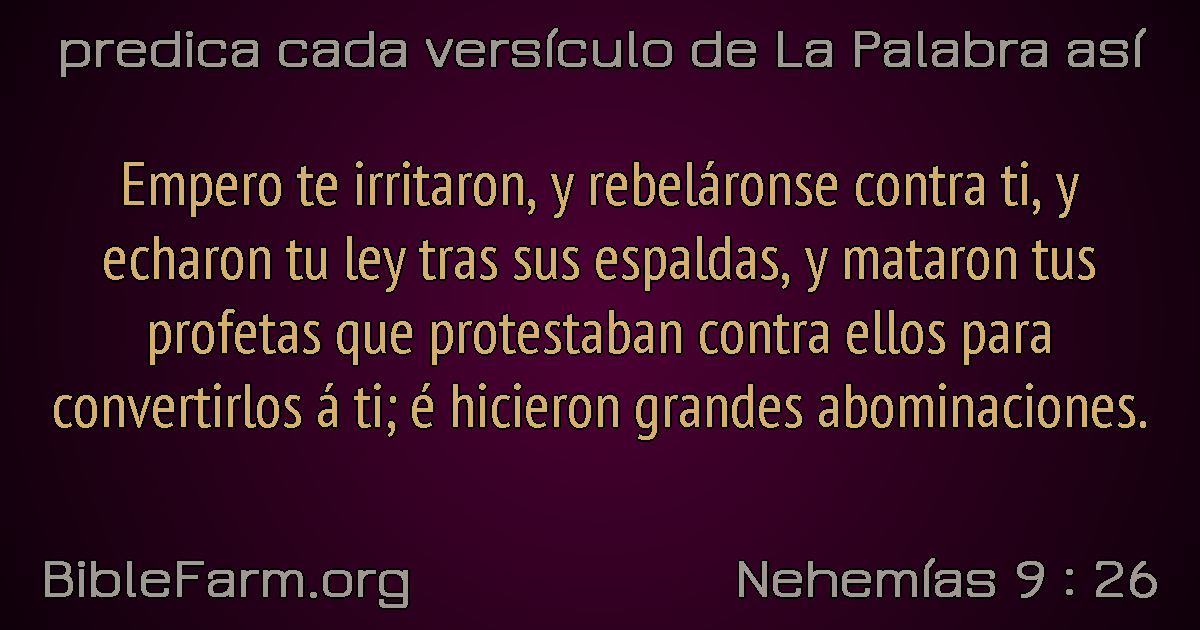 predica cada versículo de La Palabra así
Empero te irritaron, y rebeláronse contra ti, y
echaron tu ley tras sus espaldas, y mataron tus
profetas que protestaban contra ellos para
convertirlos á ti; é hicieron grandes abominaciones.
BibleFarm.org
Nehemías 9 : 26